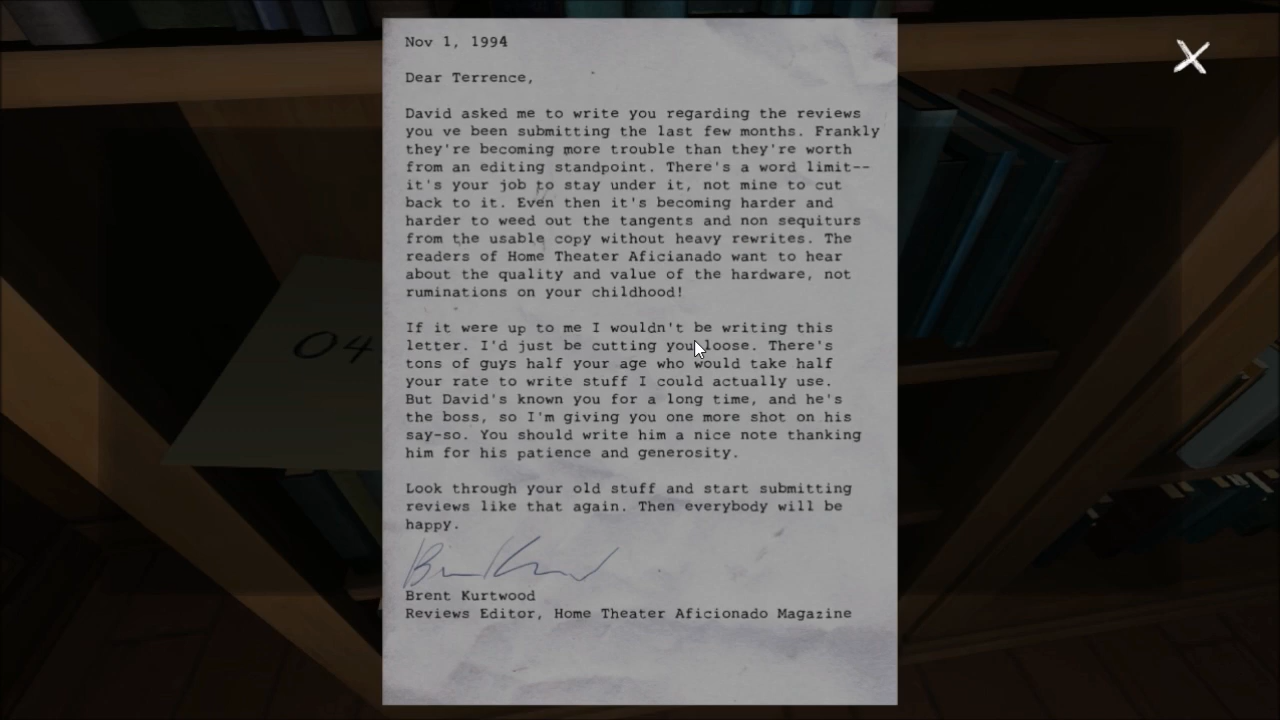 Nov 1, 1994
Dear Terrence,
David asked me to write you regarding the reviews
you ve been submitting the last few months. Frankly
they're becoming more trouble than they're worth
from an editing standpoint. There's a word limit--
it's your job to stay under it, not mine to cut
back to it. Even then it's becoming harder and
harder to weed out the tangents and non sequiturs
from the usable copy without heavy rewrites. The
readers of Home Theater Aficianado want to hear
about the quality and value of the hardware, not
ruminations on your childhood!
If it were up to me I wouldn't be writing this
letter. I'd just be cutting you loose. There's
tons of guys half your age who would take half
your rate to write stuff I could actually use.
But David's known you for a long time, and he's
the boss, so I'm giving you one more shot on his
say-so. You should write him a nice note thanking
him for his patience and generosity.
Look through your old stuff and start submitting
reviews like that again. Then everybody will be
happy.
Brent Kurtwood
Reviews Editor, Home Theater Aficionado Magazine
04